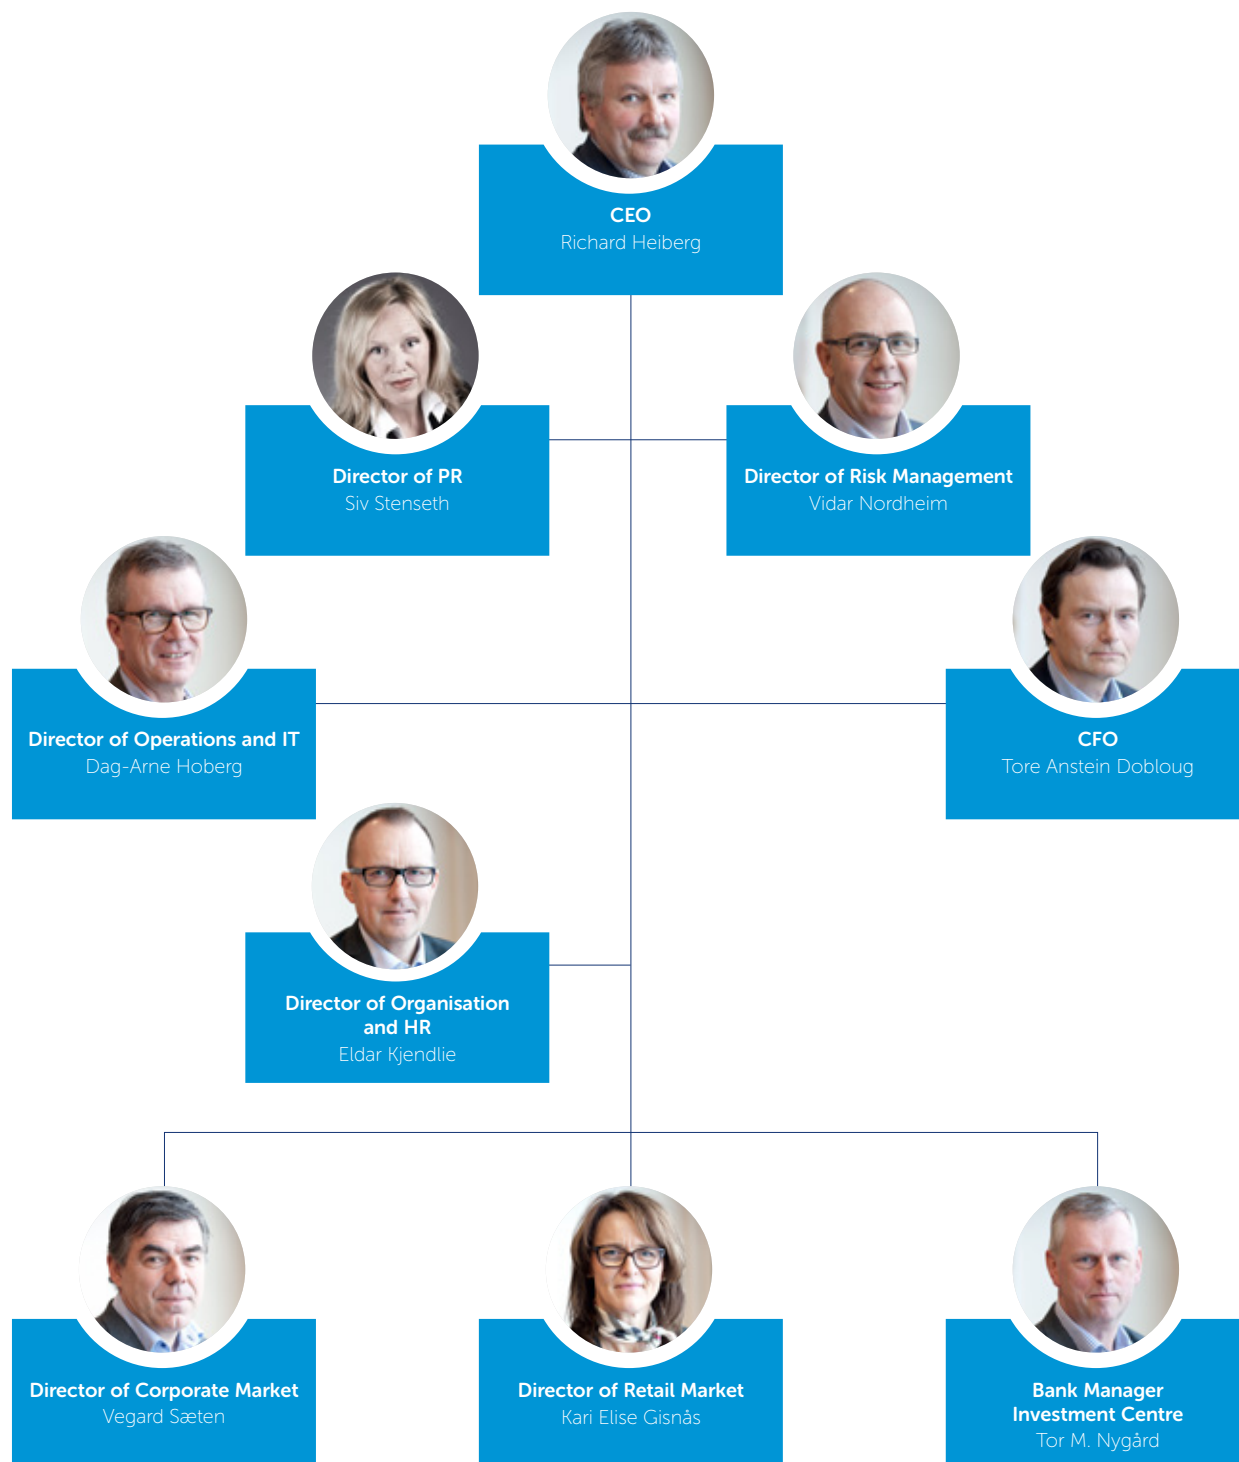 CEO
Richard Heiberg
Director of PR
Siv Stenseth
Director of Risk Management
Vidar Nordheim
Director of Operations and IT
Dag-Arne Hoberg
CFO
Tore Anstein Dobloug
Director of Organisation
and HR
Eldar Kjendlie
Director of Corporate Market
Vegard Sæten
Director of Retail Market
Kari Elise Gisnås
Bank Manager
Investment Centre
Tor M. Nygård